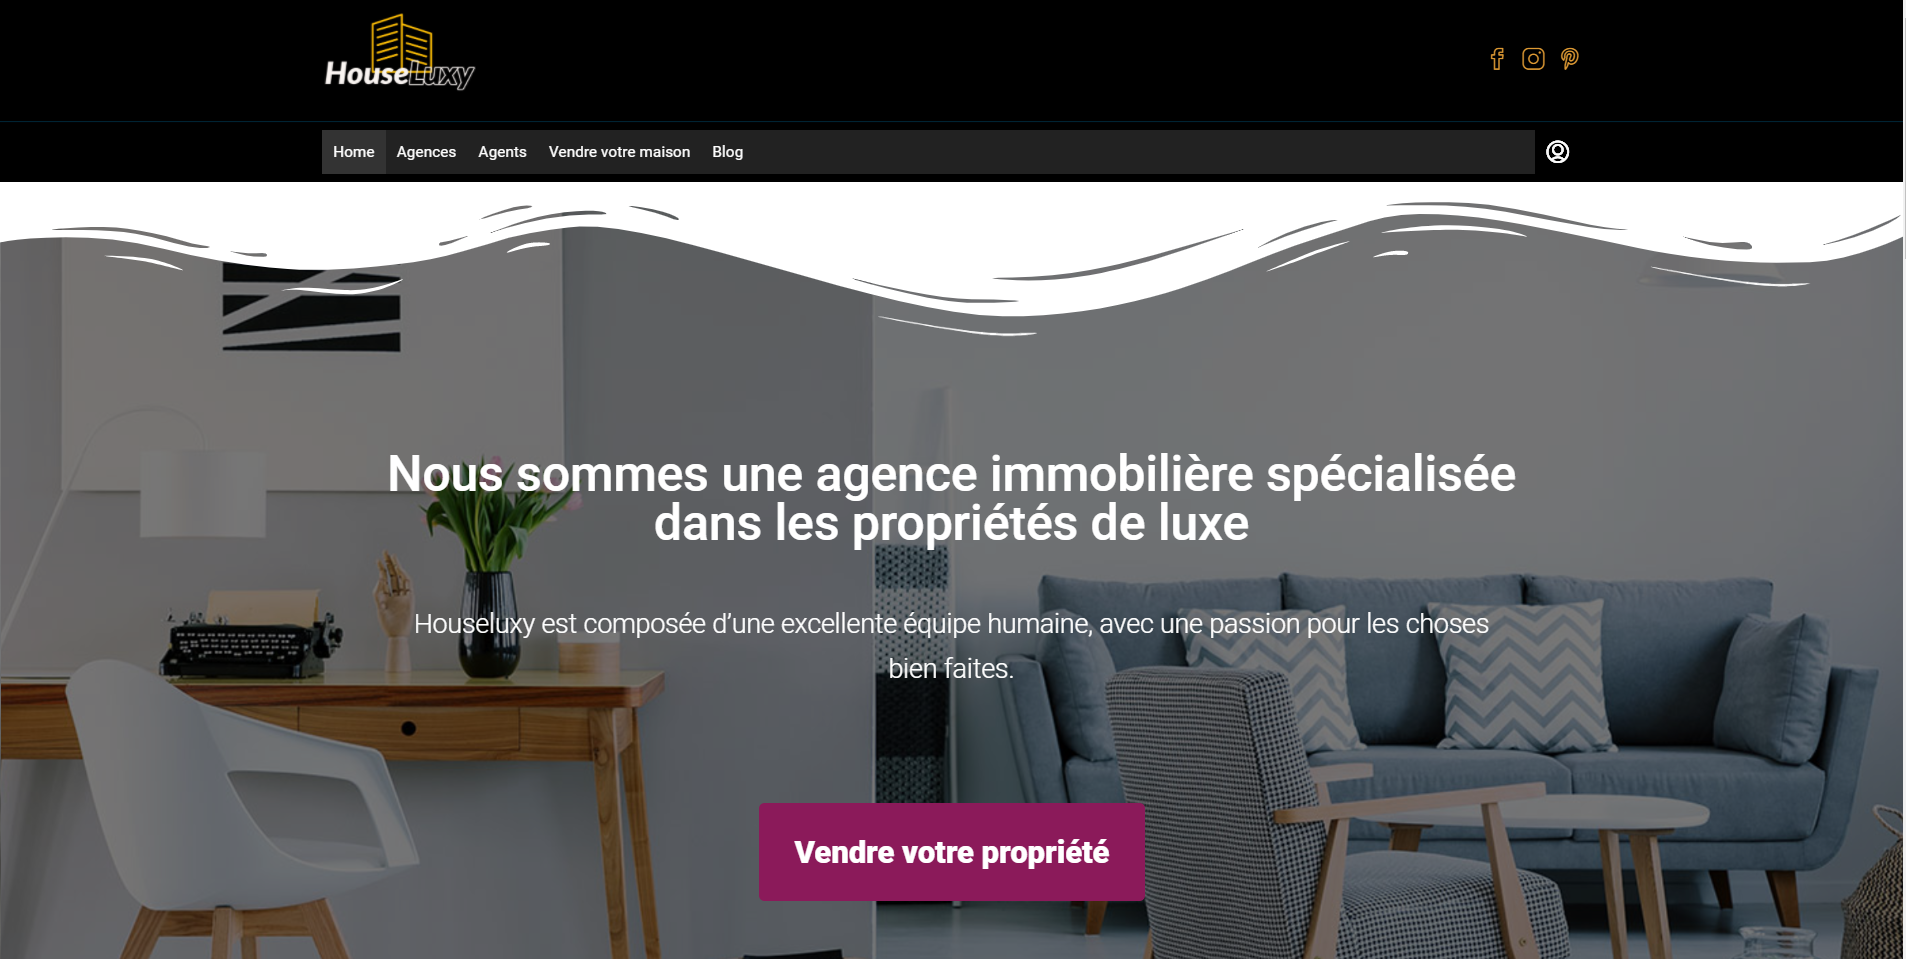 HouseLuxy
Home Agences Agents Vendre votre maison Blog
Nous sommes une agence immobilière spécialisée
dans les propriétés de luxe
Houseluxy est composée d’une excellente équipe humaine, avec une passion pour les choses
bien faites.
Vendre votre propriété